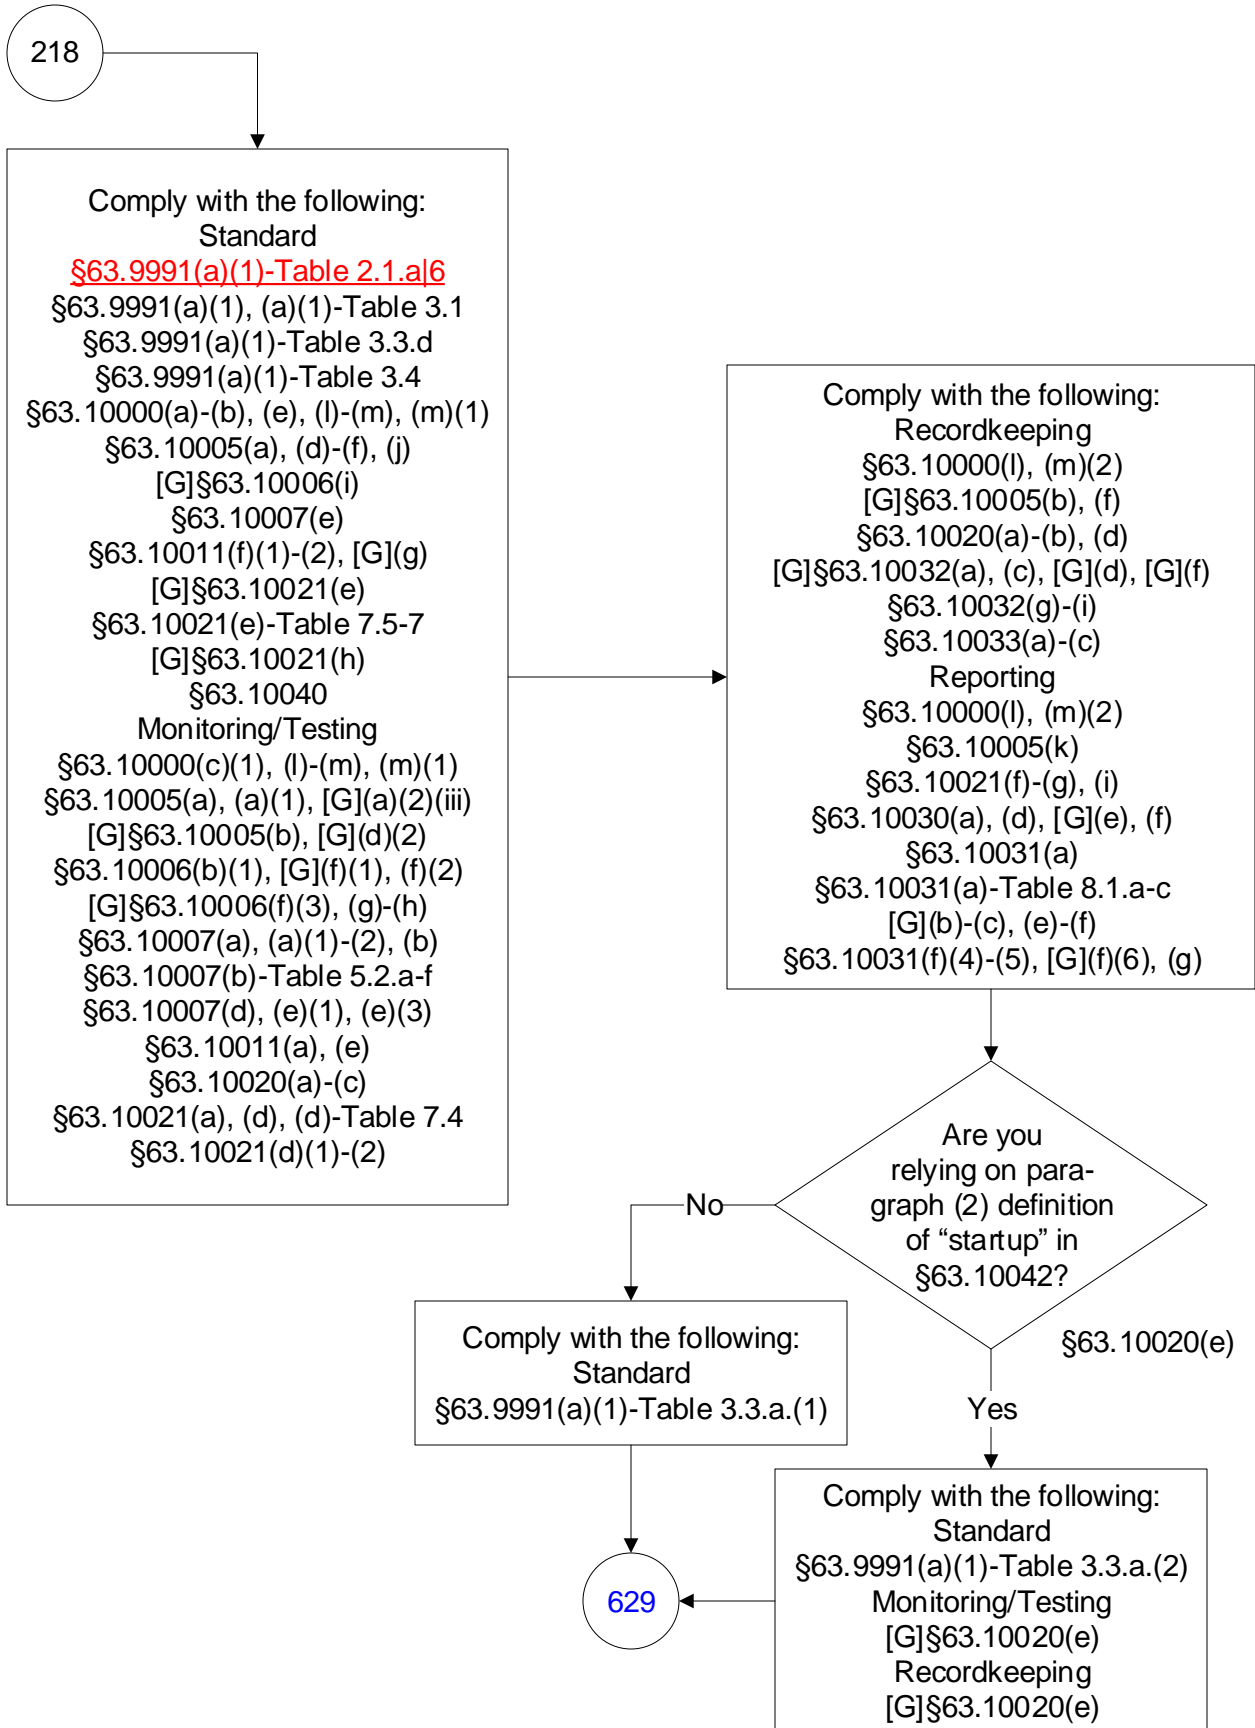 218
Comply with the following:
Standard
§63.9991(a)(1)-Table 2.1.a|6
§63.9991(a)(1), (a)(1)-Table 3.1
§63.9991(a)(1)-Table 3.3.d
§63.9991(a)(1)-Table 3.4
§63.10000(a)-(b), (e), (l)-(m), (m)(1)
§63.10005(a), (d)-(f), (j)
[G]§63.10006(i)
§63.10007(e)
§63.10011(f)(1)-(2), [G](g)
[G]§63.10021(e)
§63.10021(e)-Table 7.5-7
[G]§63.10021(h)
§63.10040
Monitoring/Testing
§63.10000(c)(1), (l)-(m), (m)(1)
§63.10005(a), (a)(1), [G](a)(2)(iii)
[G]§63.10005(b), [G](d)(2)
§63.10006(b)(1), [G](f)(1), (f)(2)
[G]§63.10006(f)(3), (g)-(h)
§63.10007(a), (a)(1)-(2), (b)
§63.10007(b)-Table 5.2.a-f
§63.10007(d), (e)(1), (e)(3)
§63.10011(a), (e)
§63.10020(a)-(c)
§63.10021(a), (d), (d)-Table 7.4
§63.10021(d)(1)-(2)
Comply with the following:
Recordkeeping
§63.10000(l), (m)(2)
[G]§63.10005(b), (f)
§63.10020(a)-(b), (d)
[G]§63.10032(a), (c), [G](d), [G](f)
§63.10032(g)-(i)
§63.10033(a)-(c)
Reporting
§63.10000(l), (m)(2)
§63.10005(k)
§63.10021(f)-(g), (i)
§63.10030(a), (d), [G](e), (f)
§63.10031(a)
§63.10031(a)-Table 8.1.a-c
[G](b)-(c), (e)-(f)
§63.10031(f)(4)-(5), [G](f)(6), (g)
Are you
relying on para-
graph (2) definition
of “startup” in
§63.10042?
§63.10020(e)
No
Comply with the following:
Standard
§63.9991(a)(1)-Table 3.3.a.(1)
Yes
Comply with the following:
Standard
§63.9991(a)(1)-Table 3.3.a.(2)
Monitoring/Testing
[G]§63.10020(e)
Recordkeeping
[G]§63.10020(e)
629